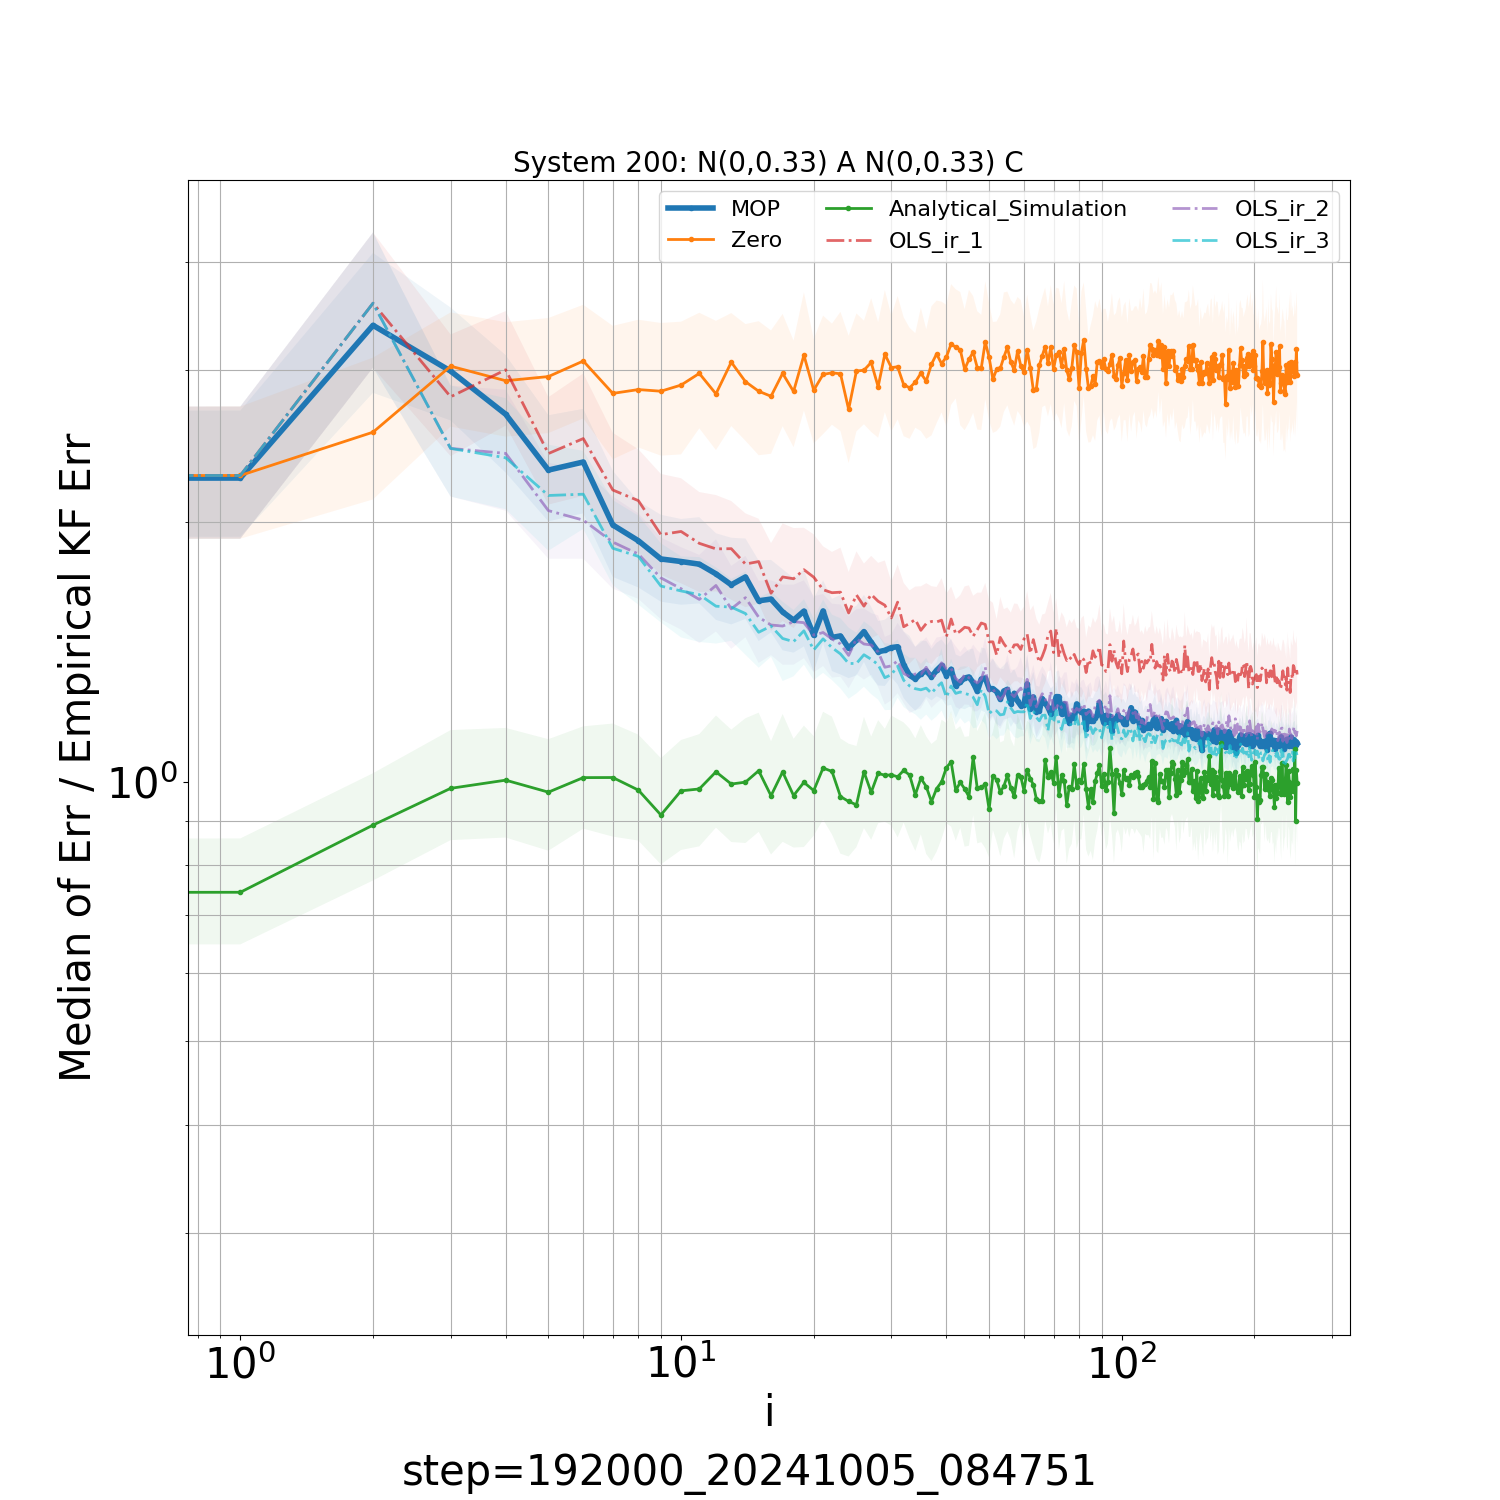 System 200: N(0,0.33) A N(0,0.33) C
MOP
Zero
Analytical_Simulation
OLS_ir_1
OLS_ir_2
OLS_ir_3
Median of Err / Empirical KF Err
10⁰
10⁰ 10¹ 10²
i
step=192000_20241005_084751